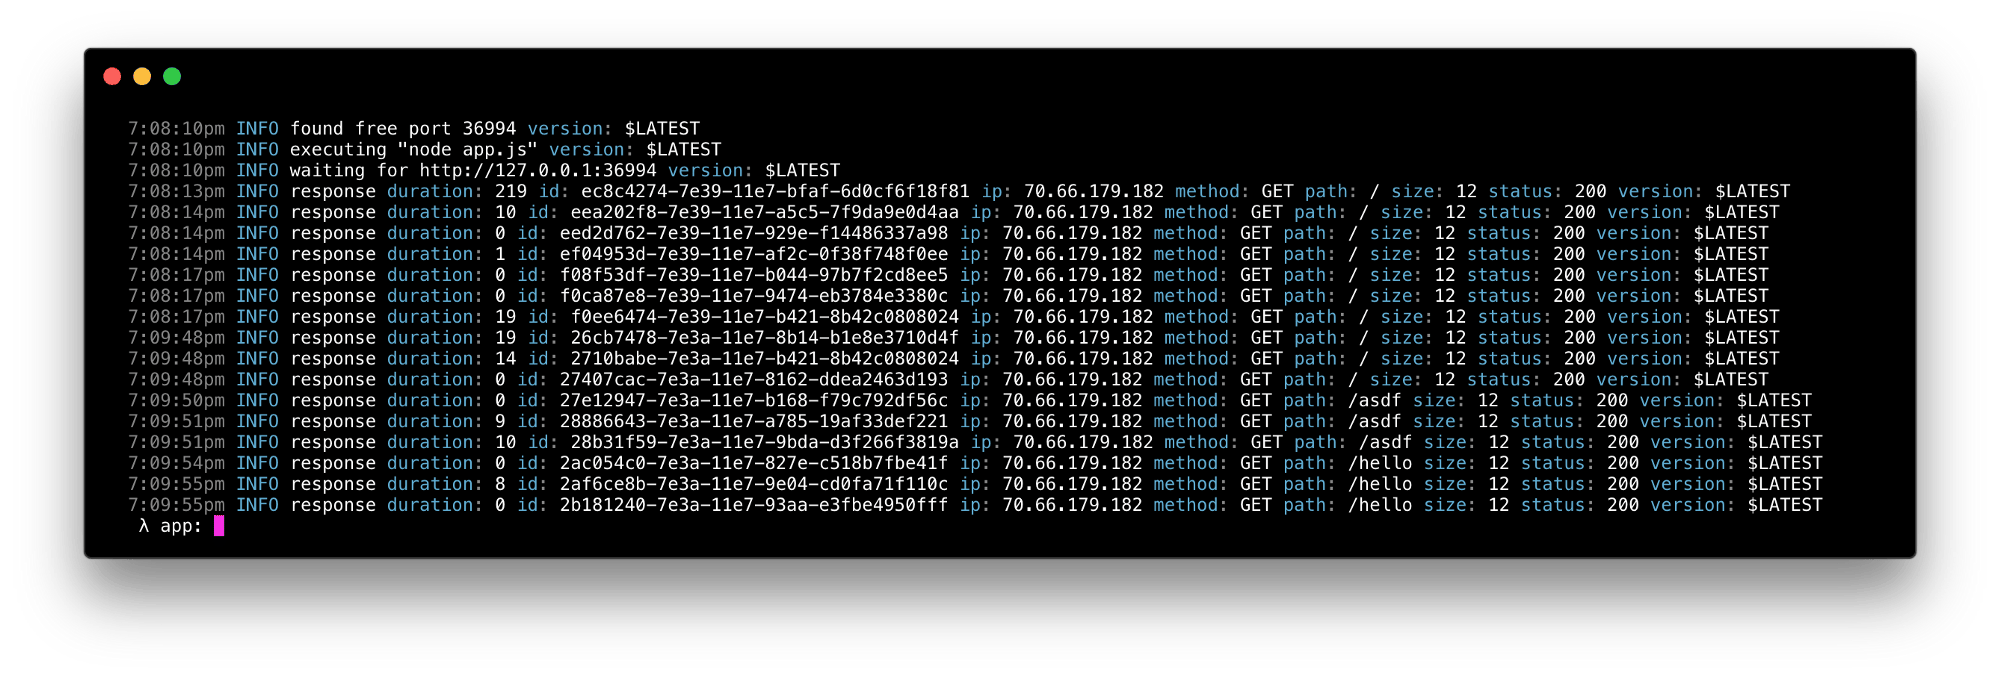 7:08:10pm INFO found free port 36994 version: $LATEST
7:08:10pm INFO executing "node app.js" version: $LATEST
7:08:10pm INFO waiting for http://127.0.0.1:36994 version: $LATEST
7:08:13pm INFO response duration: 219 id: ec8c4274-7e39-11e7-bfaf-6d0cf6f18f81 ip: 70.66.179.182 method: GET path: / size: 12 status: 200 version: $LATEST
7:08:14pm INFO response duration: 10 id: eea202f8-7e39-11e7-a5c5-7f9da9e0d4aa ip: 70.66.179.182 method: GET path: / size: 12 status: 200 version: $LATEST
7:08:14pm INFO response duration: 0 id: eed2d762-7e39-11e7-929e-f14486337a98 ip: 70.66.179.182 method: GET path: / size: 12 status: 200 version: $LATEST
7:08:14pm INFO response duration: 1 id: ef04953d-7e39-11e7-af2c-0f38f748f0ee ip: 70.66.179.182 method: GET path: / size: 12 status: 200 version: $LATEST
7:08:17pm INFO response duration: 0 id: f08f53df-7e39-11e7-b044-97b7f2cd8ee5 ip: 70.66.179.182 method: GET path: / size: 12 status: 200 version: $LATEST
7:08:17pm INFO response duration: 0 id: f0ca87e8-7e39-11e7-9474-eb3784e3380c ip: 70.66.179.182 method: GET path: / size: 12 status: 200 version: $LATEST
7:08:17pm INFO response duration: 19 id: f0ee6474-7e39-11e7-b421-8b42c0808024 ip: 70.66.179.182 method: GET path: / size: 12 status: 200 version: $LATEST
7:09:48pm INFO response duration: 19 id: 26cb7478-7e3a-11e7-8b14-b1e8e3710d4f ip: 70.66.179.182 method: GET path: / size: 12 status: 200 version: $LATEST
7:09:48pm INFO response duration: 14 id: 2710babe-7e3a-11e7-b421-8b42c0808024 ip: 70.66.179.182 method: GET path: / size: 12 status: 200 version: $LATEST
7:09:48pm INFO response duration: 0 id: 27407cac-7e3a-11e7-8162-ddea2463d193 ip: 70.66.179.182 method: GET path: / size: 12 status: 200 version: $LATEST
7:09:50pm INFO response duration: 0 id: 27e12947-7e3a-11e7-b168-f79c792df56c ip: 70.66.179.182 method: GET path: /asdf size: 12 status: 200 version: $LATEST
7:09:51pm INFO response duration: 9 id: 28886643-7e3a-11e7-a785-19af33def221 ip: 70.66.179.182 method: GET path: /asdf size: 12 status: 200 version: $LATEST
7:09:51pm INFO response duration: 10 id: 28b31f59-7e3a-11e7-9bda-d3f266f3819a ip: 70.66.179.182 method: GET path: /asdf size: 12 status: 200 version: $LATEST
7:09:54pm INFO response duration: 0 id: 2ac054c0-7e3a-11e7-827e-c518b7fbe41f ip: 70.66.179.182 method: GET path: /hello size: 12 status: 200 version: $LATEST
7:09:55pm INFO response duration: 8 id: 2af6ce8b-7e3a-11e7-9e04-cd0fa71f110c ip: 70.66.179.182 method: GET path: /hello size: 12 status: 200 version: $LATEST
7:09:55pm INFO response duration: 0 id: 2b181240-7e3a-11e7-93aa-e3fbe4950fff ip: 70.66.179.182 method: GET path: /hello size: 12 status: 200 version: $LATEST
λ app: